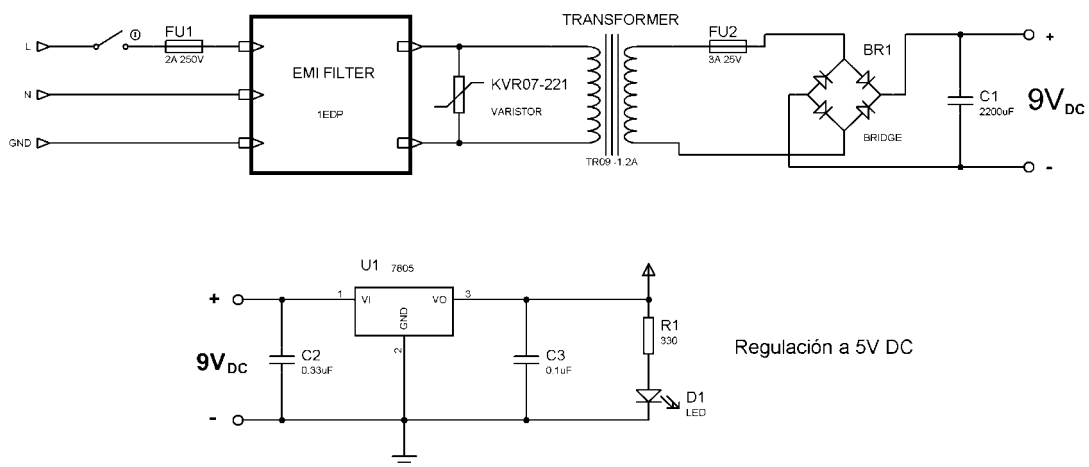 TRANSFORMER
L
FU1
2A 250V
FU2
3A 25V
BR1
+
EMI FILTER
KVR07-221
C1
9VDC
N
1EDP
VARISTOR
2200uF
GND
BRIDGE
TR09 -1.2A
-
U1 7805
+
1
VI
VO
3
GND
R1
330
Regulación a 5V DC
9VDC
C2
0.33uF
2
C3
0.1uF
D1
LED
-